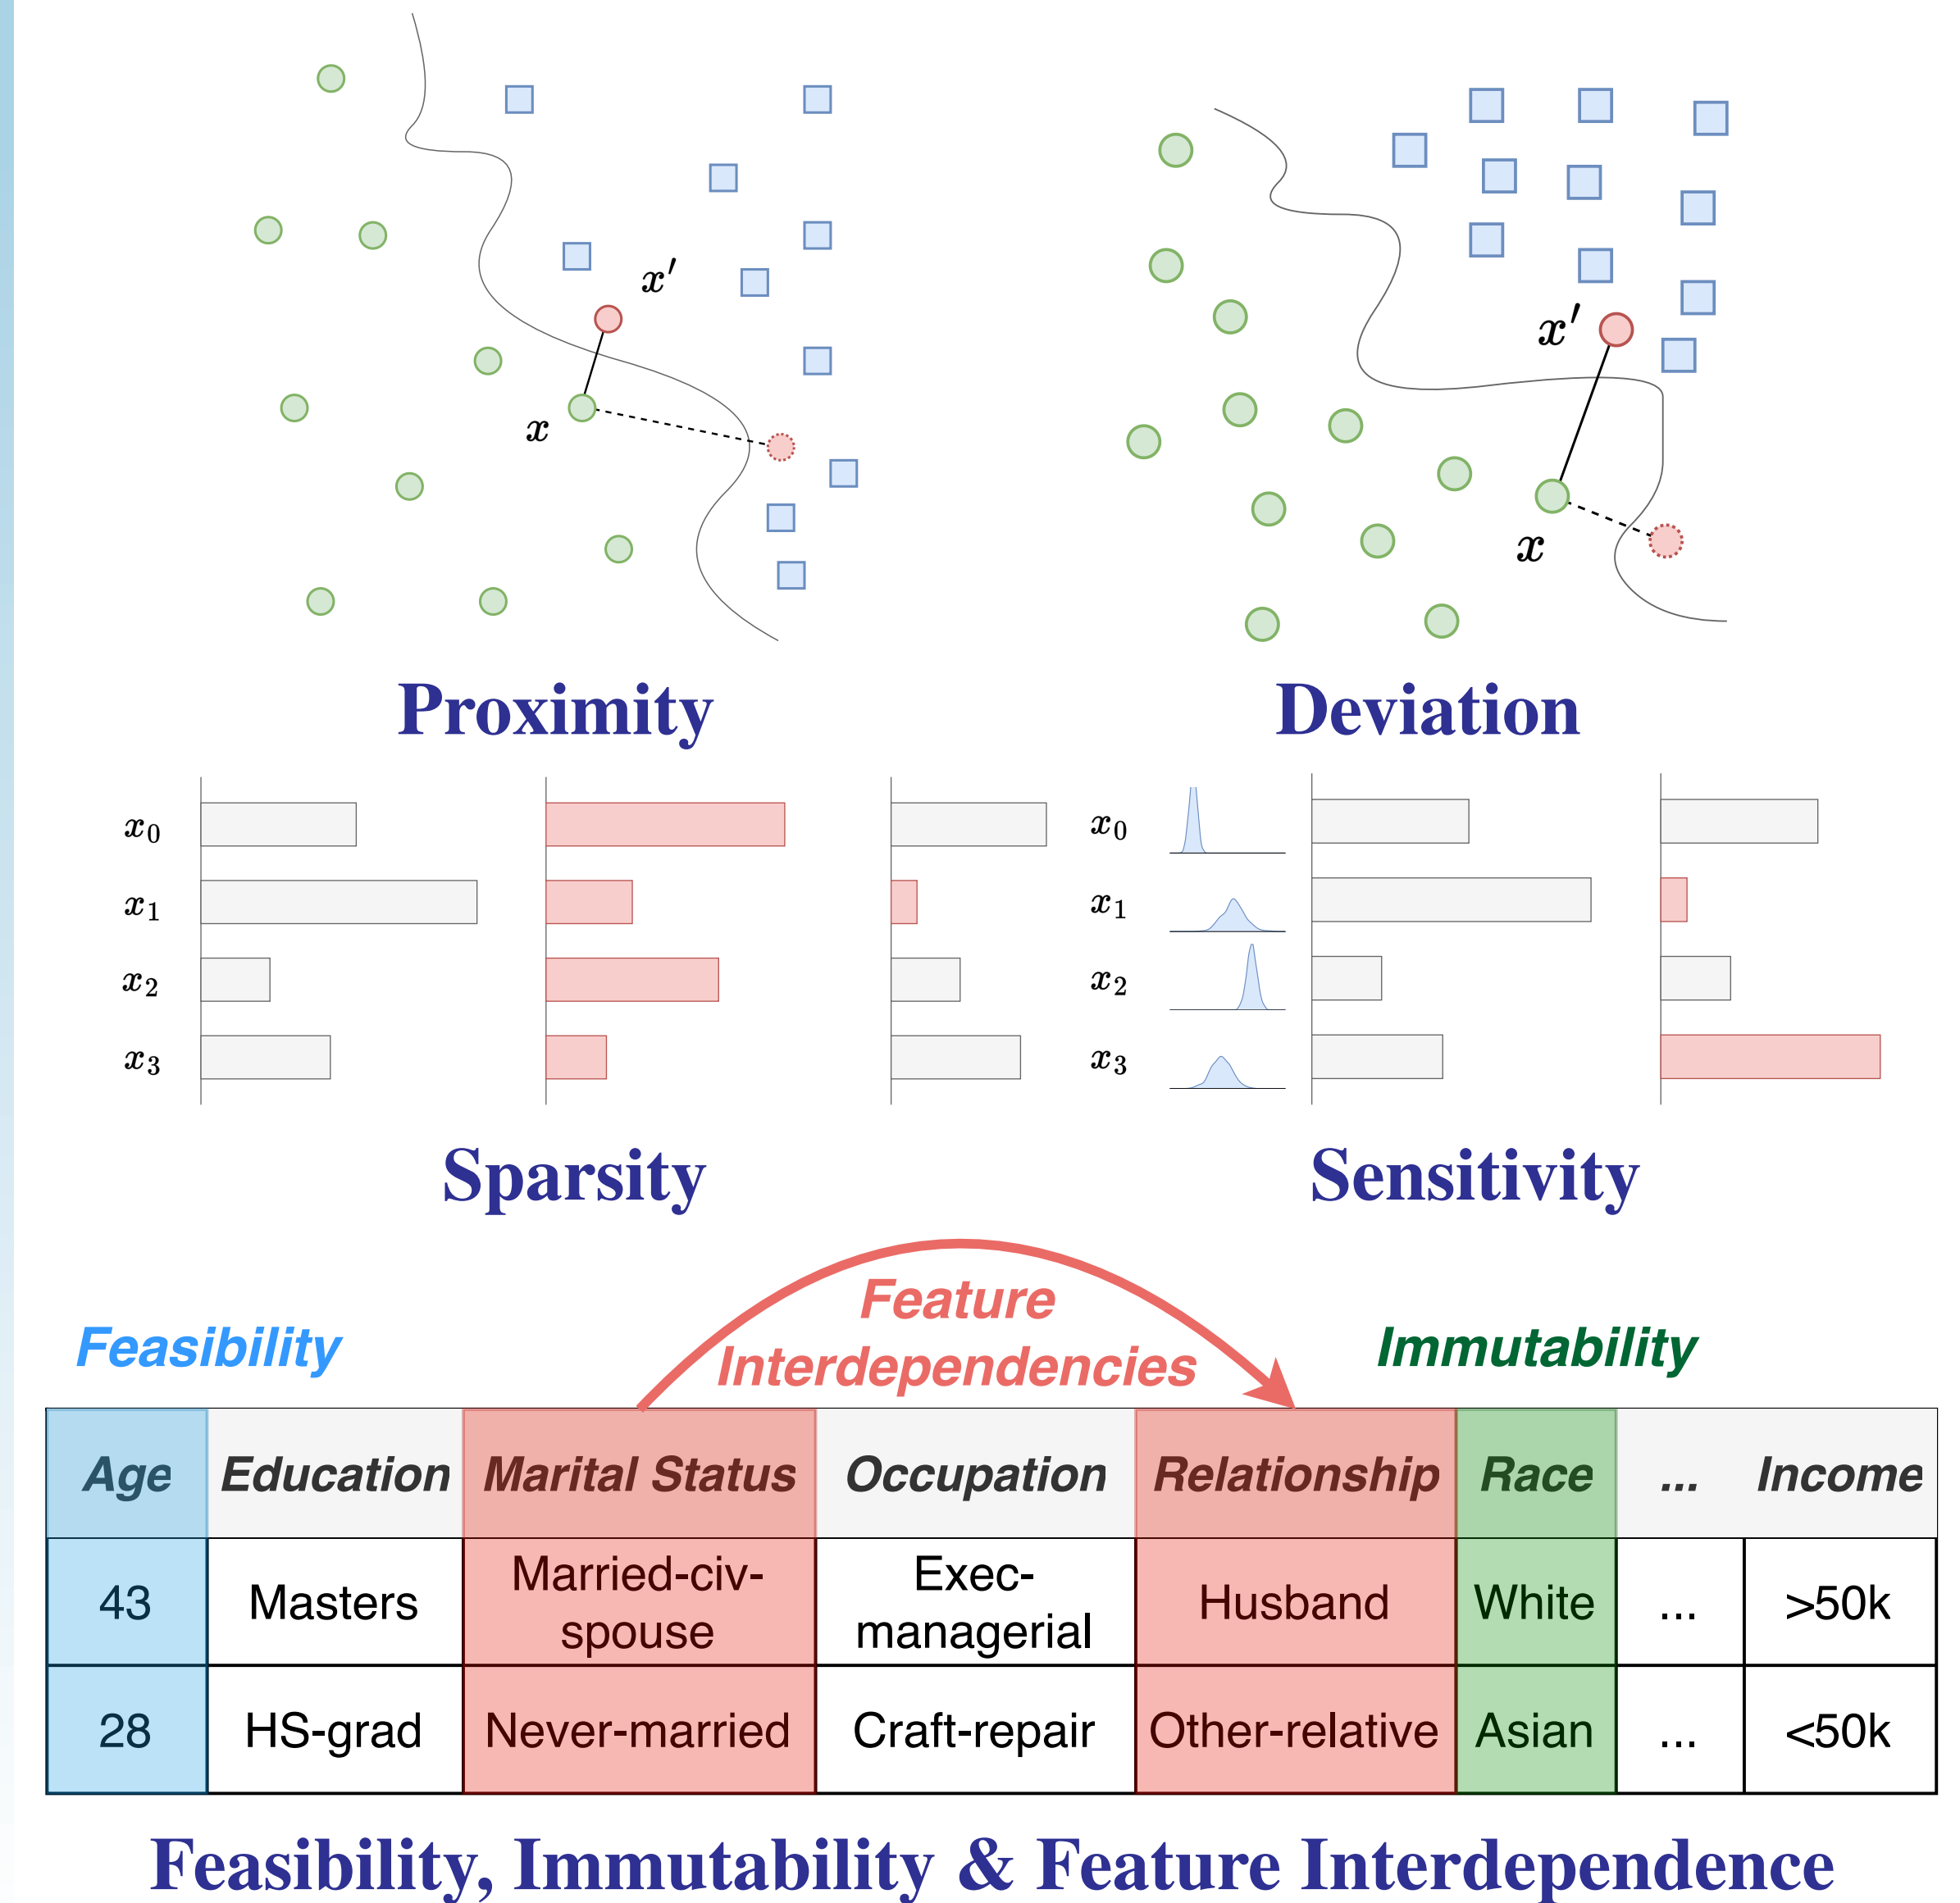 x′
x
x′
x
Proximity
Deviation
x0
x1
x2
x3
x0
x1
x2
x3
Sparsity
Sensitivity
Feasibility
Feature
Interdependencies
Immutability
Age Education Marital Status Occupation Relationship Race ... Income
43 Masters Married-civ-spouse Exec-managerial Husband White ... >50k
28 HS-grad Never-married Craft-repair Other-relative Asian ... <50k
Feasibility, Immutability & Feature Interdependence